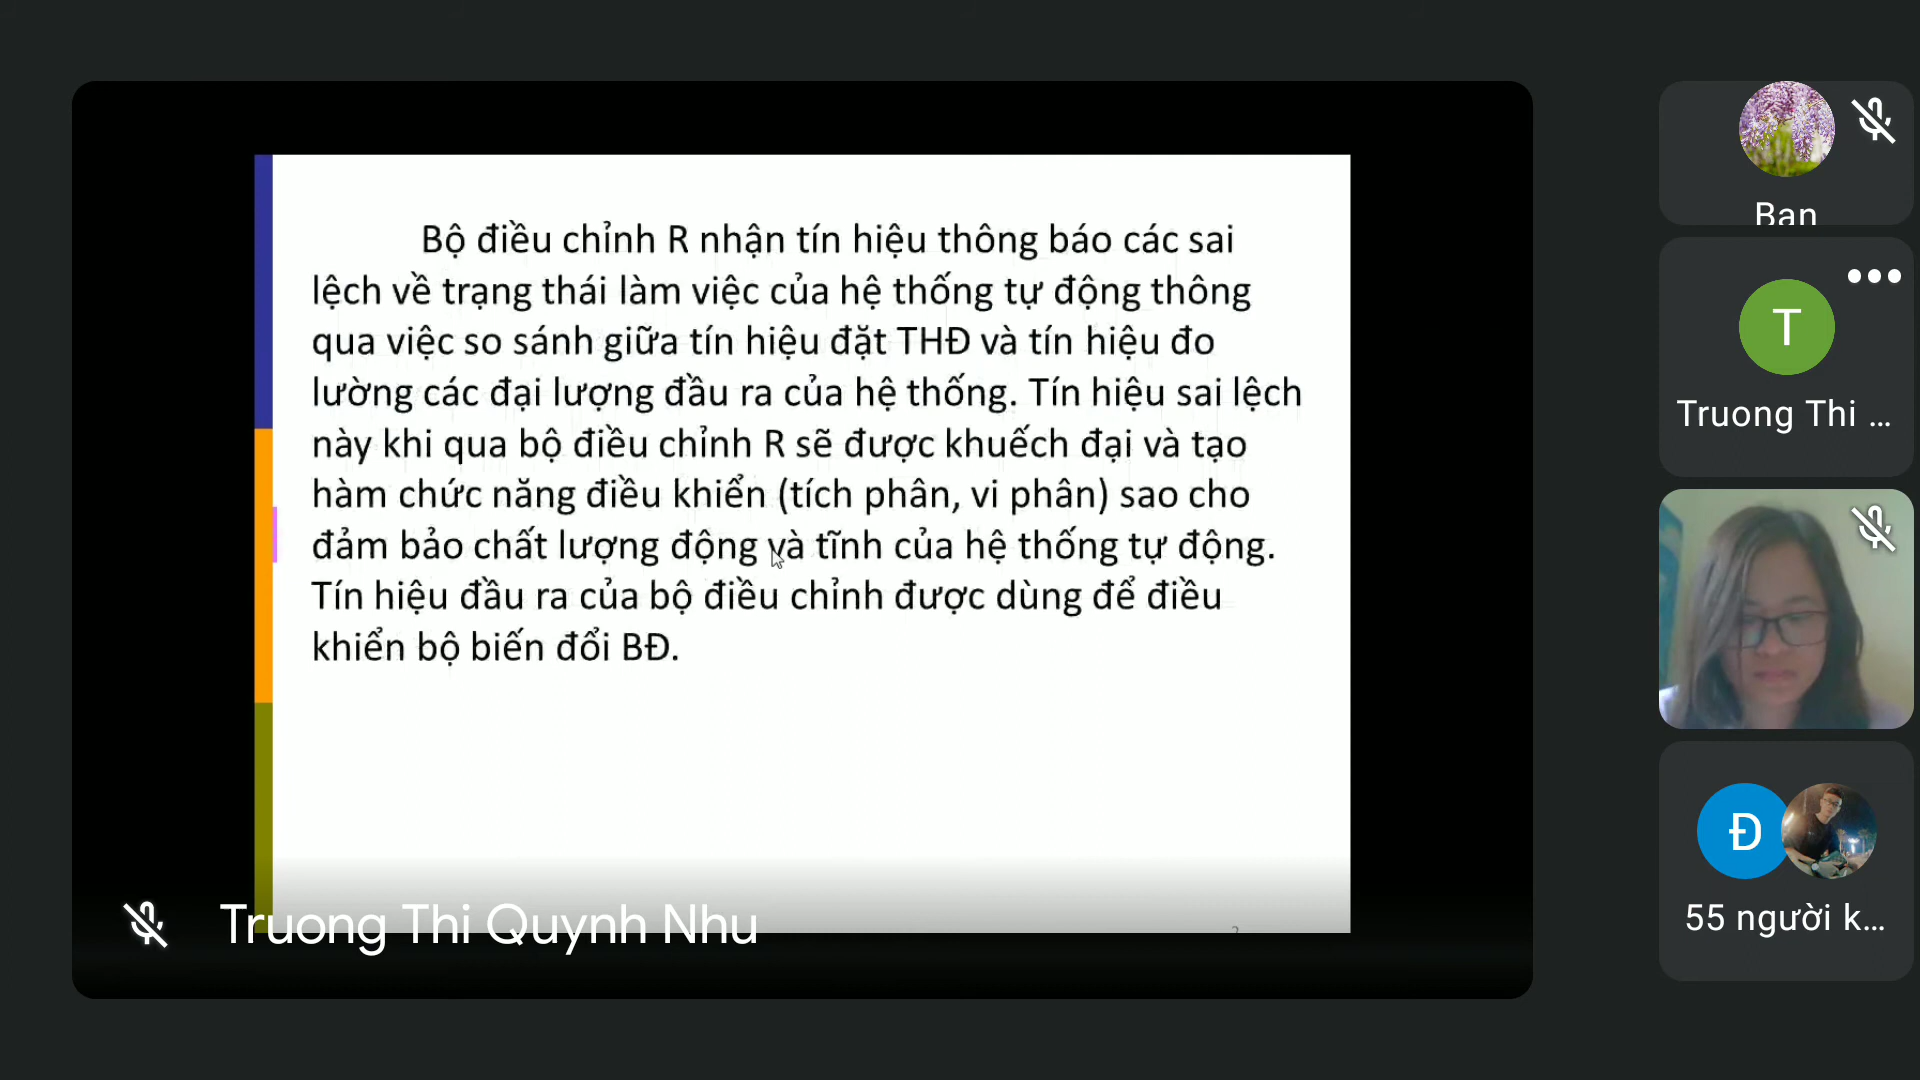 Bộ điều chỉnh R nhận tín hiệu thông báo các sai
lệch về trạng thái làm việc của hệ thống tự động thông
qua việc so sánh giữa tín hiệu đặt THĐ và tín hiệu đo
lường các đại lượng đầu ra của hệ thống. Tín hiệu sai lệch
này khi qua bộ điều chỉnh R sẽ được khuếch đại và tạo
hàm chức năng điều khiển (tích phân, vi phân) sao cho
đảm bảo chất lượng động và tĩnh của hệ thống tự động.
Tín hiệu đầu ra của bộ điều chỉnh được dùng để điều
khiển bộ biến đổi BĐ.
2
Truong Thi Quynh Nhu
Bạn
T
Truong Thi ...
Đ
55 người k...